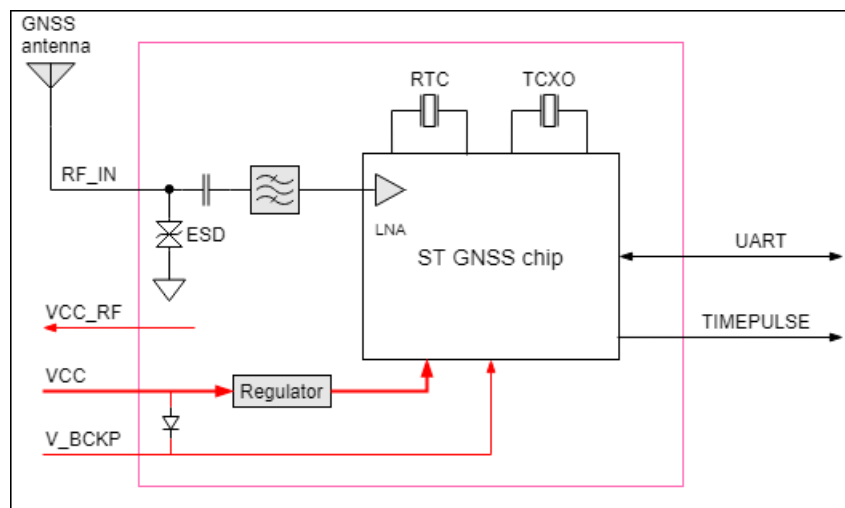 GNSS
antenna
RTC
TCXO
RF_IN
ESD
LNA
ST GNSS chip
UART
VCC_RF
TIMEPULSE
VCC
Regulator
V_BCKP